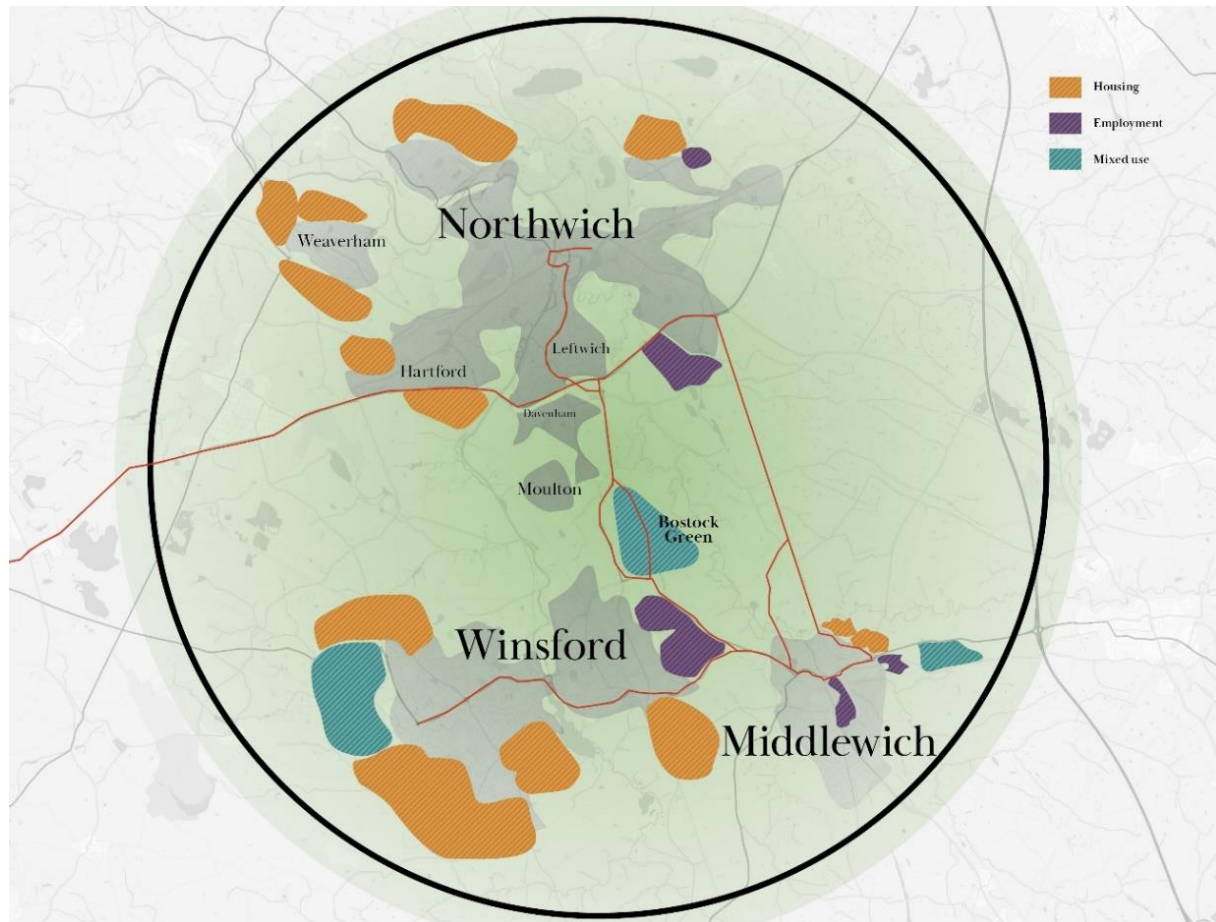 Housing
Employment
Mixed use
Northwich
Weaverham
Leftwich
Hartford
Davenham
Moulton
Bostock
Green
Winsford
Middlewich